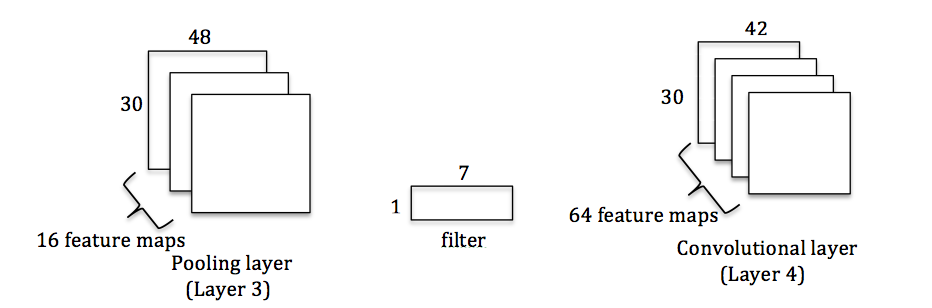 48
30
16 feature maps
Pooling layer
(Layer 3)
7
1
filter
42
30
64 feature maps
Convolutional layer
(Layer 4)